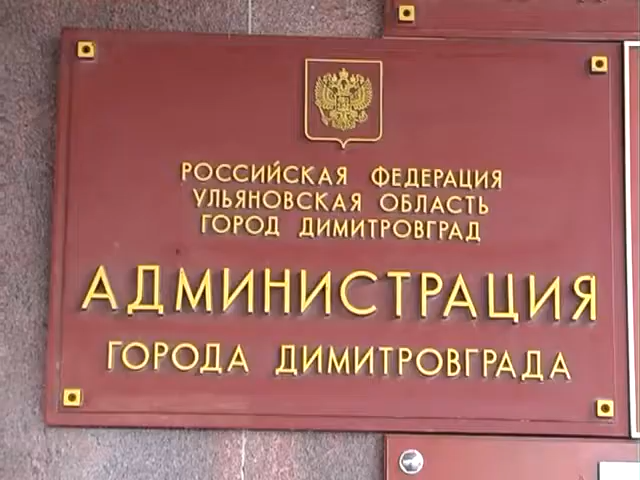 РОССИЙСКАЯ ФЕДЕРАЦИЯ
УЛЬЯНОВСКАЯ ОБЛАСТЬ
ГОРОД ДИМИТРОВГРАД
АДМИНИСТРАЦИЯ
ГОРОДА ДИМИТРОВГРАДА